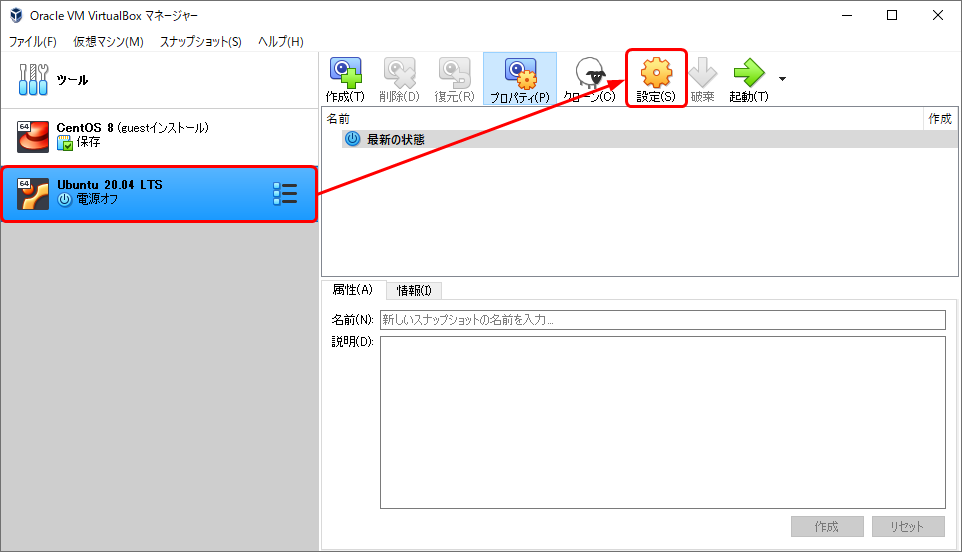 Oracle VM VirtualBox マネージャー
ファイル(F) 仮想マシン(M) スナップショット(S) ヘルプ(H)
ツール
64
CentOS 8 (guestインストール)
保存
64
Ubuntu 20.04 LTS
電源オフ
作成(T) 削除(D) 復元(R) プロパティ(P) クローン(C) 設定(S) 破棄 起動(T)
名前 作成
最新の状態
属性(A) 情報(I)
名前(N): 新しいスナップショットの名前を入力...
説明(D):
作成 リセット